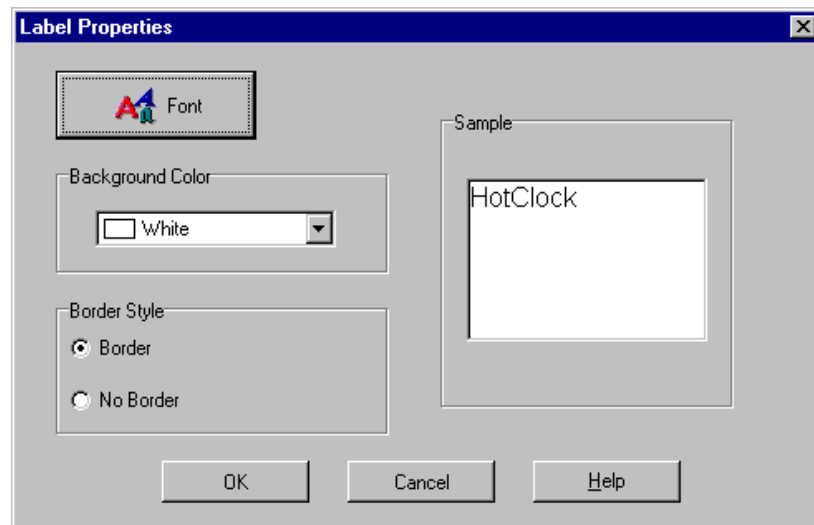 Label Properties
Font
Sample
Background Color
HotClock
White
Border Style
Border
No Border
OK
Cancel
Help